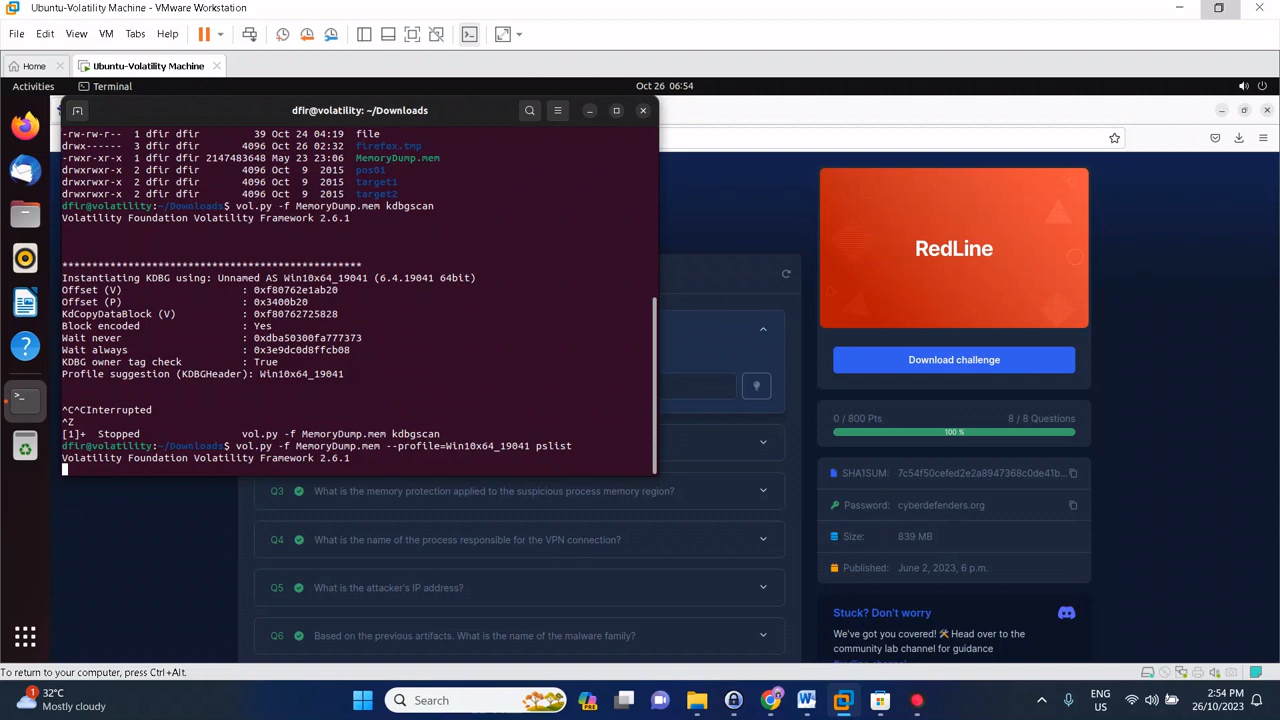 Ubuntu-Volatility Machine - VMware Workstation
File Edit View VM Tabs Help
Home
Ubuntu-Volatility Machine
Activities
Terminal
Oct 26 06:54
dfir@volatility: ~/Downloads
-rw-rw-r-- 1 dfir dfir 39 Oct 24 04:19 file
drwx------ 3 dfir dfir 4096 Oct 26 02:32 firefox.tmp
-rwxrwxr-x 1 dfir dfir 2147483648 May 23 23:06 MemoryDump.mem
drwxrwxr-x 2 dfir dfir 4096 Oct 9 2015 pos01
drwxrwxr-x 2 dfir dfir 4096 Oct 9 2015 target1
drwxrwxr-x 2 dfir dfir 4096 Oct 9 2015 target2
dfir@volatility:~/Downloads$ vol.py -f MemoryDump.mem kdbgscan
Volatility Foundation Volatility Framework 2.6.1
**************************************************
Instantiating KDBG using: Unnamed AS Win10x64_19041 (6.4.19041 64bit)
Offset (V) : 0xf80762e1ab20
Offset (P) : 0x3400b20
KdCopyDataBlock (V) : 0xf80762725828
Block encoded : Yes
Wait never : 0xdba50300fa777373
Wait always : 0x3e9dc0d8ffcb08
KDBG owner tag check : True
Profile suggestion (KDBGHeader): Win10x64_19041
^C^CInterrupted
^Z
[1]+ Stopped vol.py -f MemoryDump.mem kdbgscan
dfir@volatility:~/Downloads$ vol.py -f MemoryDump.mem --profile=Win10x64_19041 pslist
Volatility Foundation Volatility Framework 2.6.1
Q3 What is the memory protection applied to the suspicious process memory region?
Q4 What is the name of the process responsible for the VPN connection?
Q5 What is the attacker's IP address?
Q6 Based on the previous artifacts. What is the name of the malware family?
RedLine
Download challenge
0 / 800 Pts
8 / 8 Questions
100 %
SHA1SUM: 7c54f50cefed2e2a8947368c0de41b...
Password: cyberdefenders.org
Size: 839 MB
Published: June 2, 2023, 6 p.m.
Stuck? Don't worry
We've got you covered! 🛠 Head over to the
community lab channel for guidance
To return to your computer, press Ctrl+Alt.
1
32°C
Mostly cloudy
Search
PRE
ENG
US
2:54 PM
26/10/2023